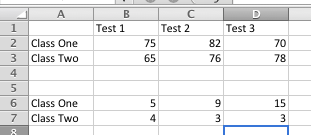 A B C D
1 Test 1 Test 2 Test 3
2 Class One 75 82 70
3 Class Two 65 76 78
4
5
6 Class One 5 9 15
7 Class Two 4 3 3
8